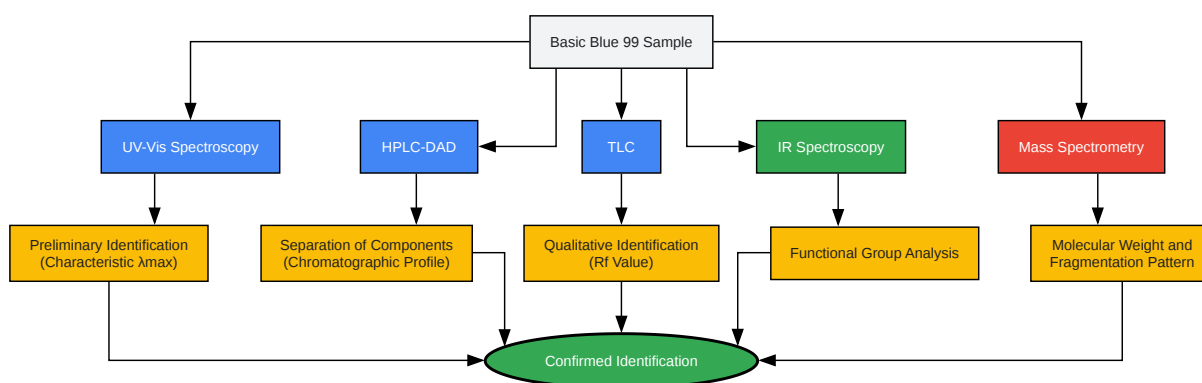 Basic Blue 99 Sample
UV-Vis Spectroscopy
HPLC-DAD
TLC
IR Spectroscopy
Mass Spectrometry
Preliminary Identification
(Characteristic λmax)
Separation of Components
(Chromatographic Profile)
Qualitative Identification
(Rf Value)
Functional Group Analysis
Molecular Weight and
Fragmentation Pattern
Confirmed Identification